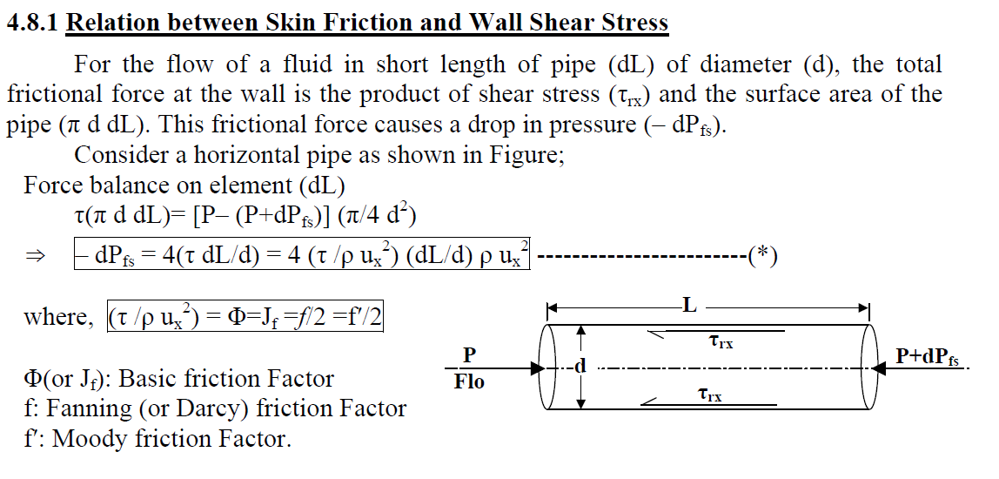 4.8.1 Relation between Skin Friction and Wall Shear Stress
For the flow of a fluid in short length of pipe (dL) of diameter (d), the total
frictional force at the wall is the product of shear stress (τrx) and the surface area of the
pipe (π d dL). This frictional force causes a drop in pressure (– dPfs).
Consider a horizontal pipe as shown in Figure;
Force balance on element (dL)
τ(π d dL)= [P– (P+dPfs)] (π/4 d²)
⇒ – dPfs = 4(τ dL/d) = 4 (τ /ρ ux²) (dL/d) ρ ux² -------------------------(*)
where, (τ /ρ ux²) = Φ=Jf =f/2 =f'/2
Φ(or Jf): Basic friction Factor
f: Fanning (or Darcy) friction Factor
f': Moody friction Factor.
L
τrx
P
Flo
d
P+dPfs
τrx